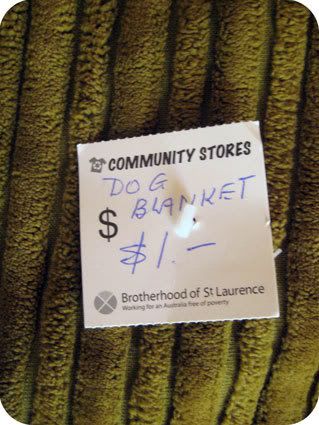 COMMUNITY STORES
DOG
BLANKET
$
$1.-
Brotherhood of St Laurence
Working for an Australia free of poverty